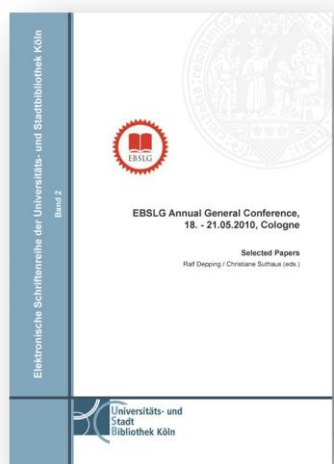 Elektronische Schriftenreihe der Universitäts- und Stadtbibliothek Köln
Band 2
EBSLG
EBSLG Annual General Conference,
18. - 21.05.2010, Cologne
Selected Papers
Ralf Depping / Christiane Suthaus (eds.)
Universitäts- und
Stadt
Bibliothek Köln